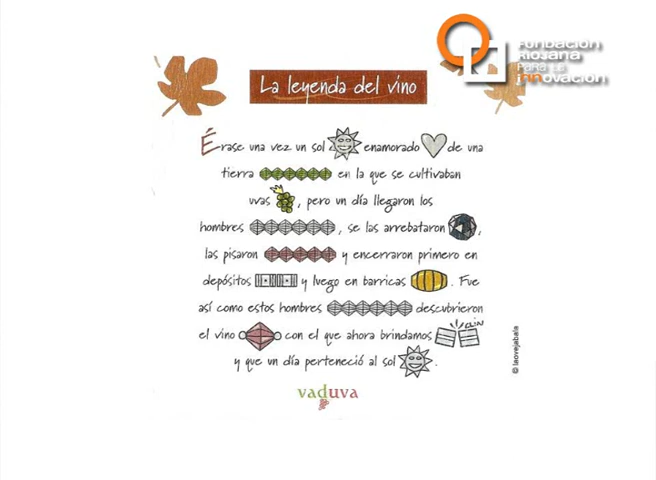 Fundación
Riojana
Para la
Innovación
La leyenda del vino
Érase una vez un sol enamorado de una
tierra en la que se cultivaban
uvas , pero un día llegaron los
hombres , se las arrebataron ,
las pisaron y encerraron primero en
depósitos y luego en barricas . Fue
así como estos hombres descubrieron
el vino con el que ahora brindamos
y que un día perteneció al sol .
vaduva
© laovejabala